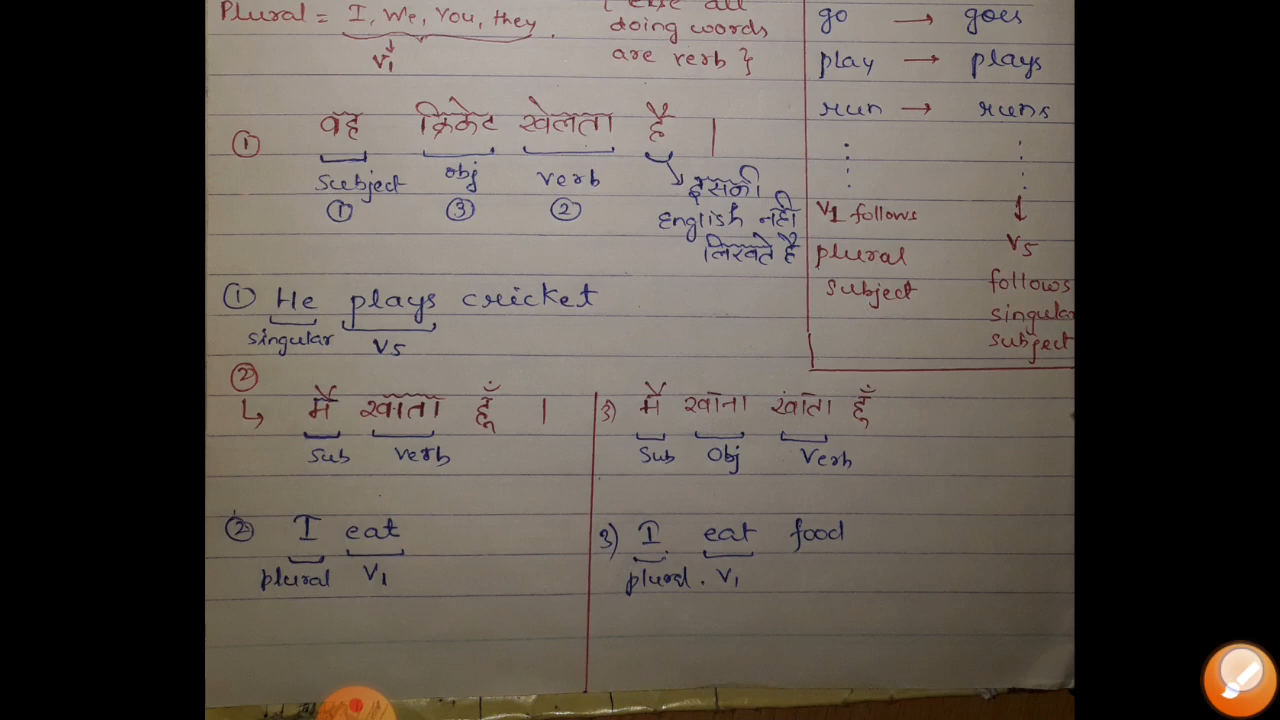 Plural = I, We, You, they.
V1
doing words
are verb }
go → goes
play → plays
run → runs
V1 follows
plural
subject
V5
follows
singular
subject
① वह क्रिकेट खेलता है ।
subject obj verb
① ③ ②
इसकी
English नही
लिखते है
① He plays cricket
singular V5
②
↳ मैं खाता हूँ ।
sub verb
3) मैं खाना खाता हूँ
sub obj verb
② I eat
plural V1
3) I eat food
plural. V1